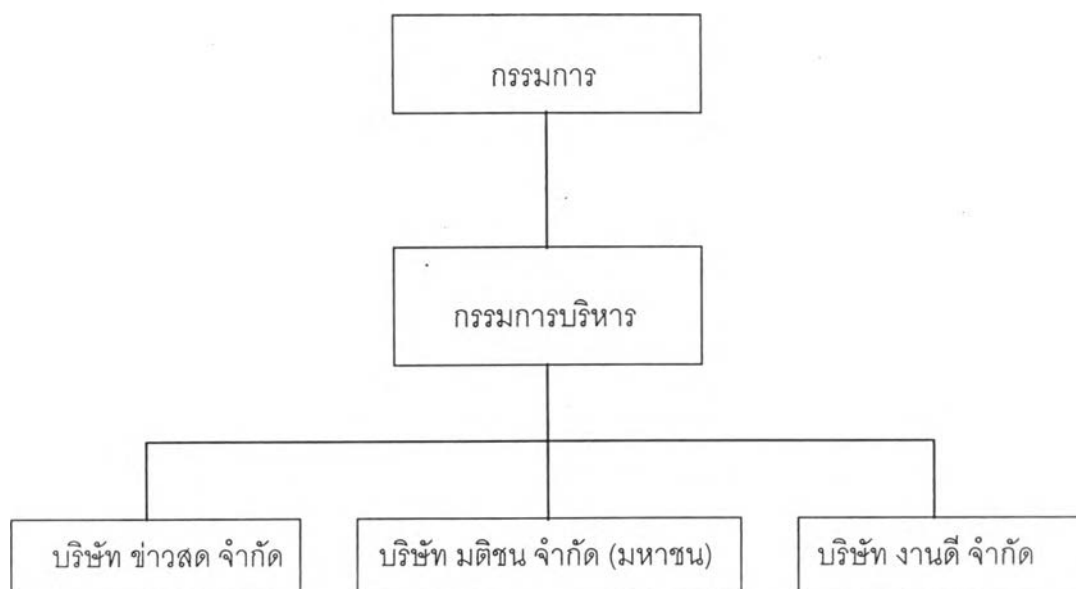 กรรมการ
กรรมการบริหาร
บริษัท ข่าวสด จำกัด
บริษัท มติชน จำกัด (มหาชน)
บริษัท งานดี จำกัด